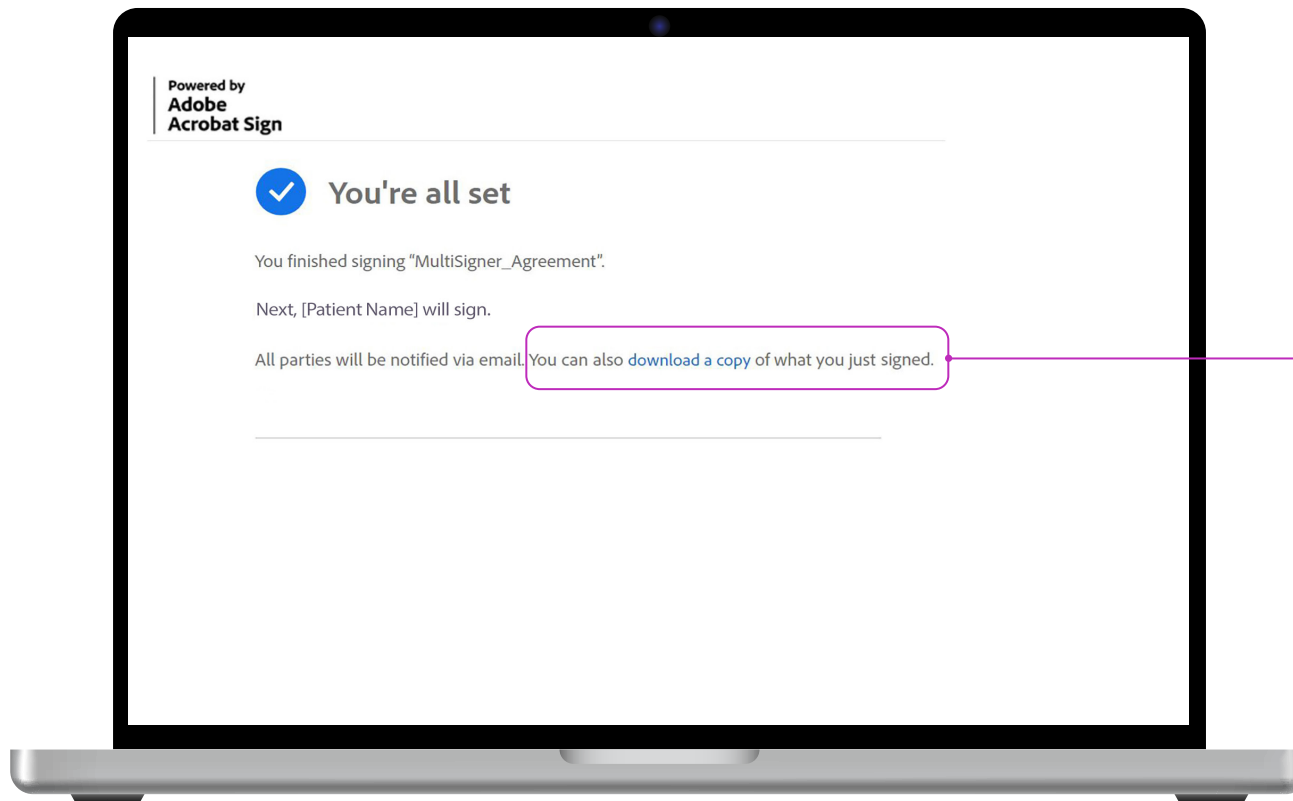 Powered by
Adobe
Acrobat Sign
You're all set
You finished signing “MultiSigner_Agreement”.
Next, [Patient Name] will sign.
All parties will be notified via email. You can also download a copy of what you just signed.